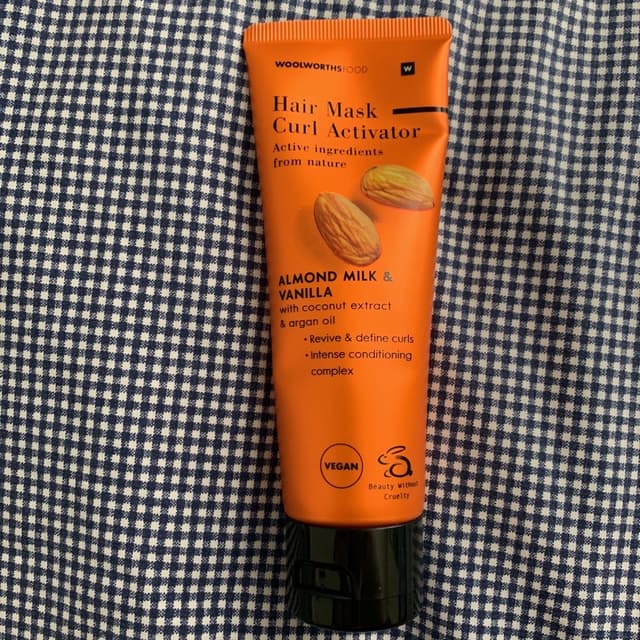 WOOLWORTHSFOOD W
Hair Mask
Curl Activator
Active ingredients
from nature
ALMOND MILK &
VANILLA
with coconut extract
& argan oil
• Revive & define curls
• Intense conditioning
complex
VEGAN
Beauty Without
Cruelty